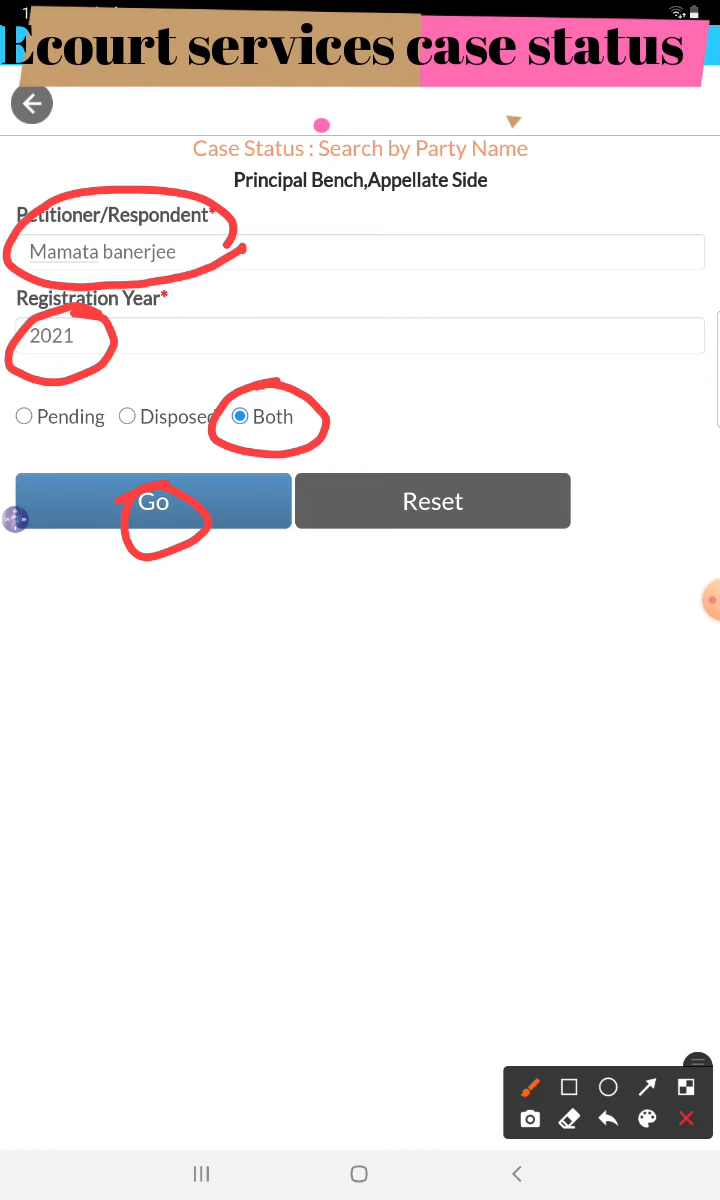 Ecourt services case status
Case Status : Search by Party Name
Principal Bench,Appellate Side
Petitioner/Respondent*
Mamata banerjee
Registration Year*
2021
Pending Disposed Both
Go Reset